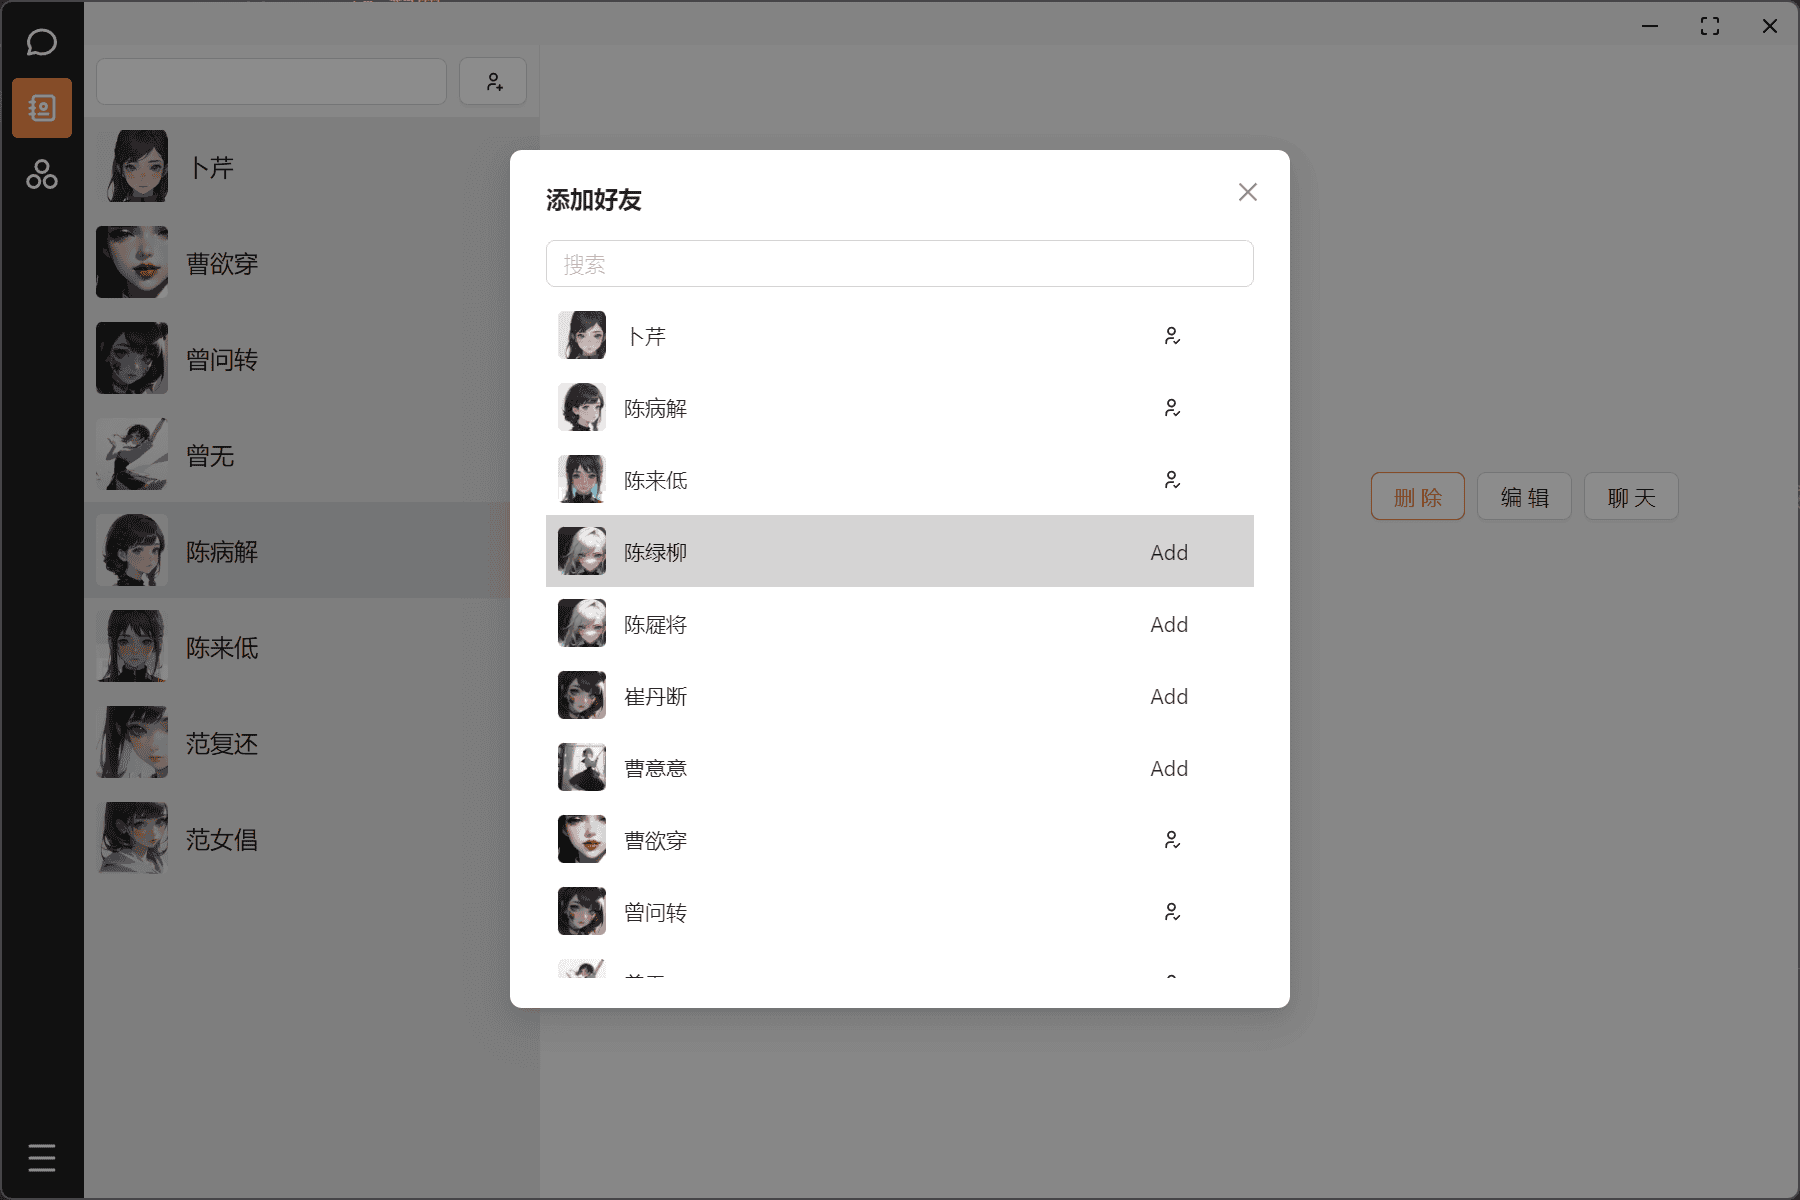 卜芹
曹欲穿
曾问转
曾无
陈病解
陈来低
范复还
范女倡
添加好友
搜索
卜芹
陈病解
陈来低
陈绿柳 Add
陈屣将 Add
崔丹断 Add
曹意意 Add
曹欲穿
曾问转
删除 编辑 聊天